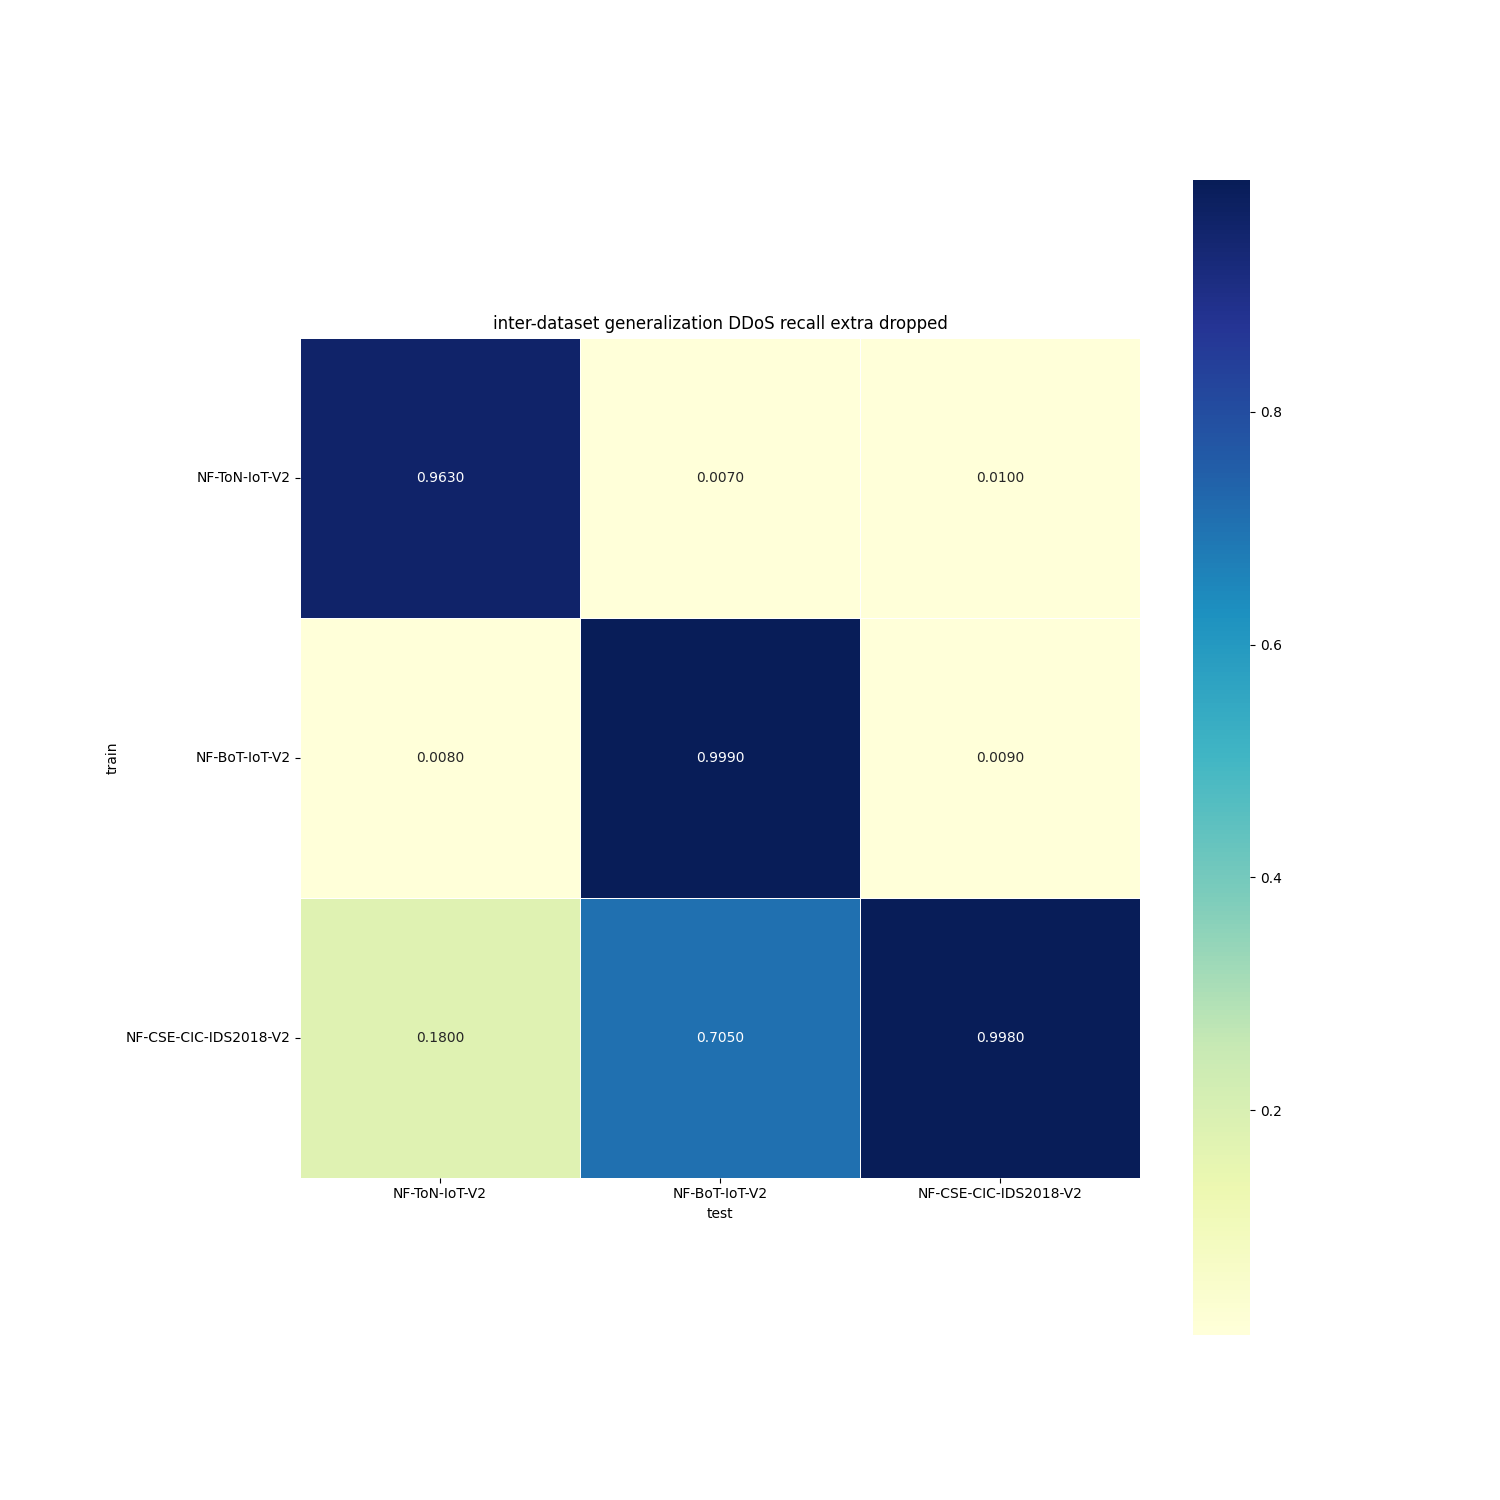 inter-dataset generalization DDoS recall extra dropped
NF-ToN-IoT-V2
0.9630
0.0070
0.0100
NF-BoT-IoT-V2
0.0080
0.9990
0.0090
NF-CSE-CIC-IDS2018-V2
0.1800
0.7050
0.9980
train
NF-ToN-IoT-V2
NF-BoT-IoT-V2
NF-CSE-CIC-IDS2018-V2
test
0.8
0.6
0.4
0.2